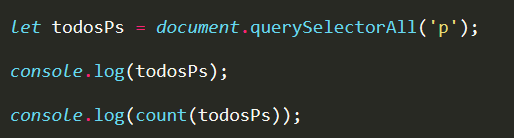 let todosPs = document.querySelectorAll('p');
console.log(todosPs);
console.log(count(todosPs));